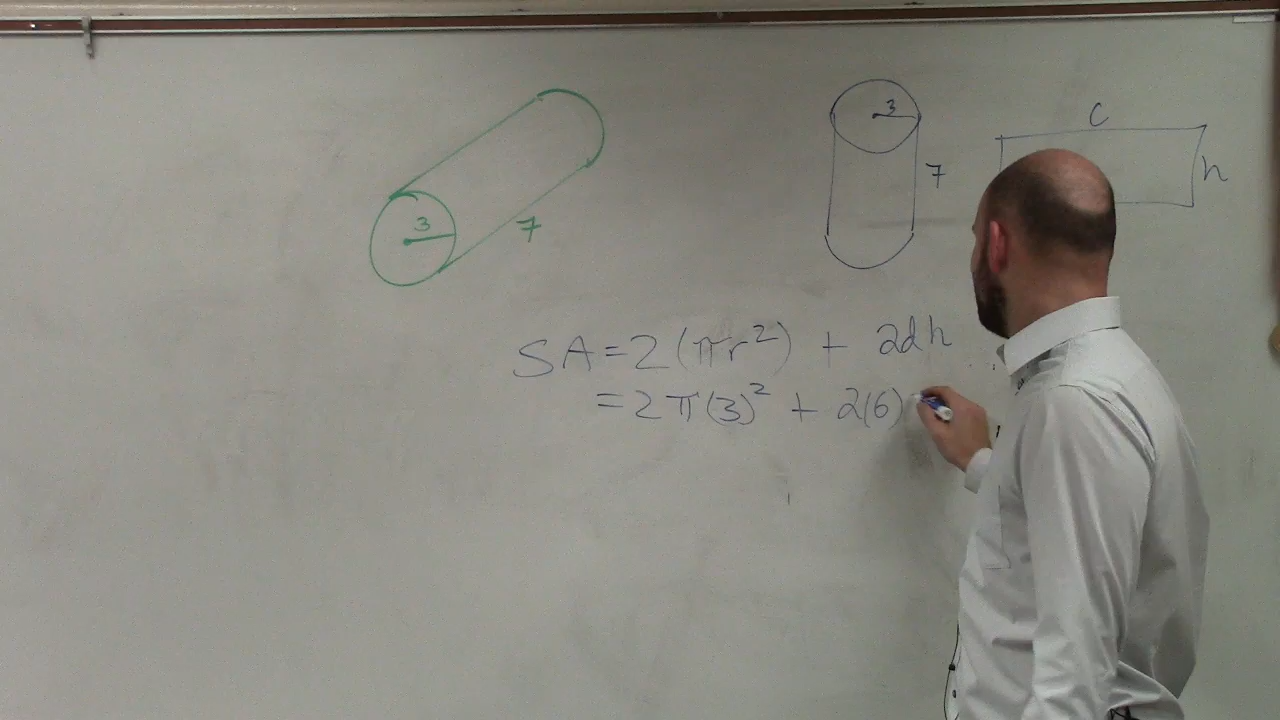 3
7
3
7
C
h
SA=2(πr²) + 2dh
=2π(3)² + 2(6)